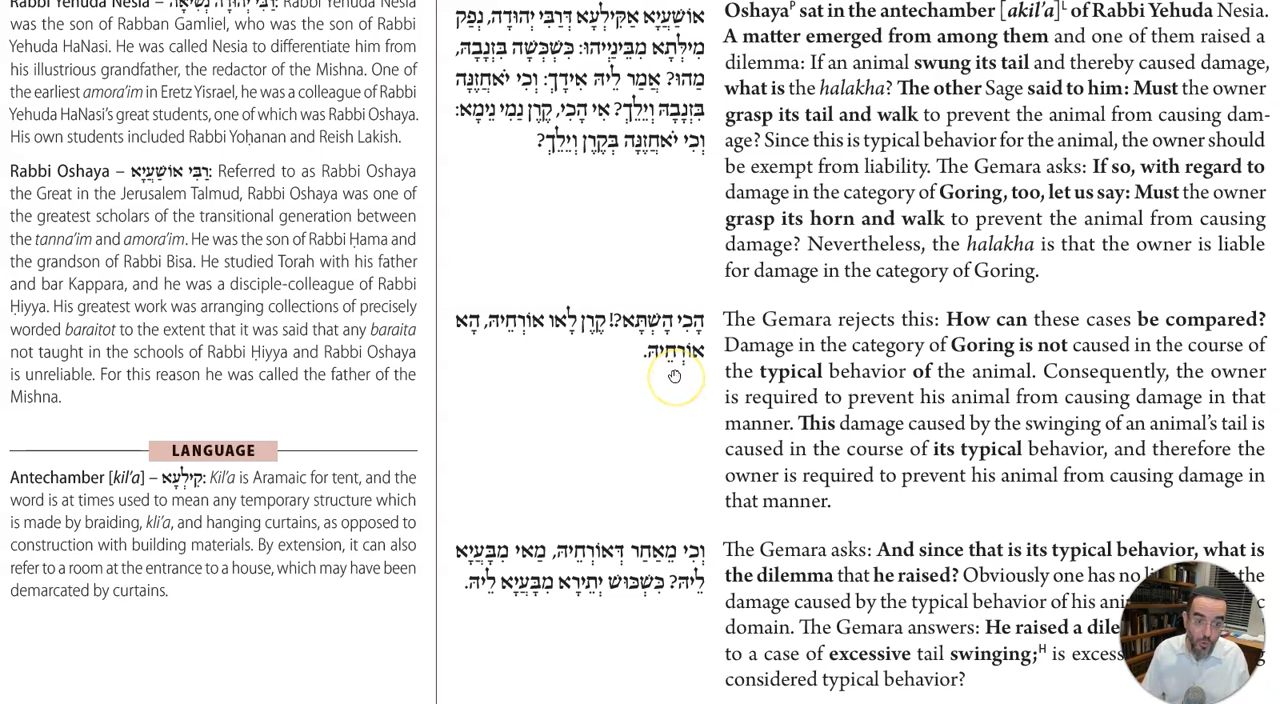 Rabbi Yehuda Nesia – רַבִּי יְהוּדָה נְשִׂיאָה: Rabbi Yehuda Nesia
was the son of Rabban Gamliel, who was the son of Rabbi
Yehuda HaNasi. He was called Nesia to differentiate him from
his illustrious grandfather, the redactor of the Mishna. One of
the earliest amora'im in Eretz Yisrael, he was a colleague of Rabbi
Yehuda HaNasi's great students, one of which was Rabbi Oshaya.
His own students included Rabbi Yoḥanan and Reish Lakish.
Rabbi Oshaya – רַבִּי אוֹשַׁעְיָא: Referred to as Rabbi Oshaya
the Great in the Jerusalem Talmud, Rabbi Oshaya was one of
the greatest scholars of the transitional generation between
the tanna'im and amora'im. He was the son of Rabbi Ḥama and
the grandson of Rabbi Bisa. He studied Torah with his father
and bar Kappara, and he was a disciple-colleague of Rabbi
Ḥiyya. His greatest work was arranging collections of precisely
worded baraitot to the extent that it was said that any baraita
not taught in the schools of Rabbi Ḥiyya and Rabbi Oshaya
is unreliable. For this reason he was called the father of the
Mishna.
LANGUAGE
Antechamber [kil'a] – קִילְעָא: Kil'a is Aramaic for tent, and the
word is at times used to mean any temporary structure which
is made by braiding, kli'a, and hanging curtains, as opposed to
construction with building materials. By extension, it can also
refer to a room at the entrance to a house, which may have been
demarcated by curtains.
אוֹשַׁעְיָא אַקִּילְעָא דְּרַבִּי יְהוּדָה, נְפַק
מִילְּתָא מִבֵּינַיְיהוּ: כִּשְׁכְּשָׁה בִּזְנָבָהּ,
מַהוּ? אֲמַר לֵיהּ אִידַּךְ: וְכִי יֹאחֲזֶנָּה
בִּזְנָבָהּ וְיֵלֵךְ? אִי הָכִי, קֶרֶן נַמִי נֵימָא:
וְכִי יֹאחֲזֶנָּה בְּקֶרֶן וְיֵלֵךְ?
הָכִי הָשְׁתָּא?! קֶרֶן לָאו אוֹרְחֵיהּ, הָא
אוֹרְחֵיהּ.
וְכִי מֵאַחַר דְּאוֹרְחֵיהּ, מַאי מִבָּעֲיָא
לֵיהּ? כִּשְׁכּוּשׁ יְתֵירָא מִבָּעֲיָא לֵיהּ.
Oshayaᴾ sat in the antechamber [akil'a]ᴸ of Rabbi Yehuda Nesia.
A matter emerged from among them and one of them raised a
dilemma: If an animal swung its tail and thereby caused damage,
what is the halakha? The other Sage said to him: Must the owner
grasp its tail and walk to prevent the animal from causing dam-
age? Since this is typical behavior for the animal, the owner should
be exempt from liability. The Gemara asks: If so, with regard to
damage in the category of Goring, too, let us say: Must the owner
grasp its horn and walk to prevent the animal from causing
damage? Nevertheless, the halakha is that the owner is liable
for damage in the category of Goring.
The Gemara rejects this: How can these cases be compared?
Damage in the category of Goring is not caused in the course of
the typical behavior of the animal. Consequently, the owner
is required to prevent his animal from causing damage in that
manner. This damage caused by the swinging of an animal's tail is
caused in the course of its typical behavior, and therefore the
owner is required to prevent his animal from causing damage in
that manner.
The Gemara asks: And since that is its typical behavior, what is
the dilemma that he raised? Obviously one has no the
damage caused by the typical behavior of his
domain. The Gemara answers: He raised a
to a case of excessive tail swinging;ᴴ is
considered typical behavior?